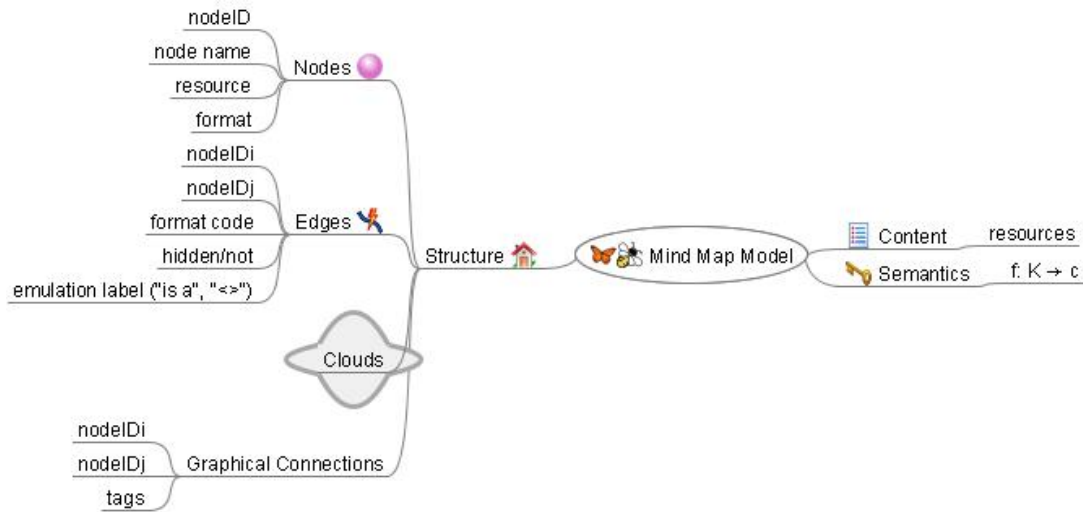 nodeID
node name
resource
format
Nodes
nodeIDi
nodeIDj
format code
hidden/not
emulation label ("is a", "<>")
Edges
Clouds
nodeIDi
nodeIDj
tags
Graphical Connections
Structure
Mind Map Model
Content
resources
Semantics
f: K → c